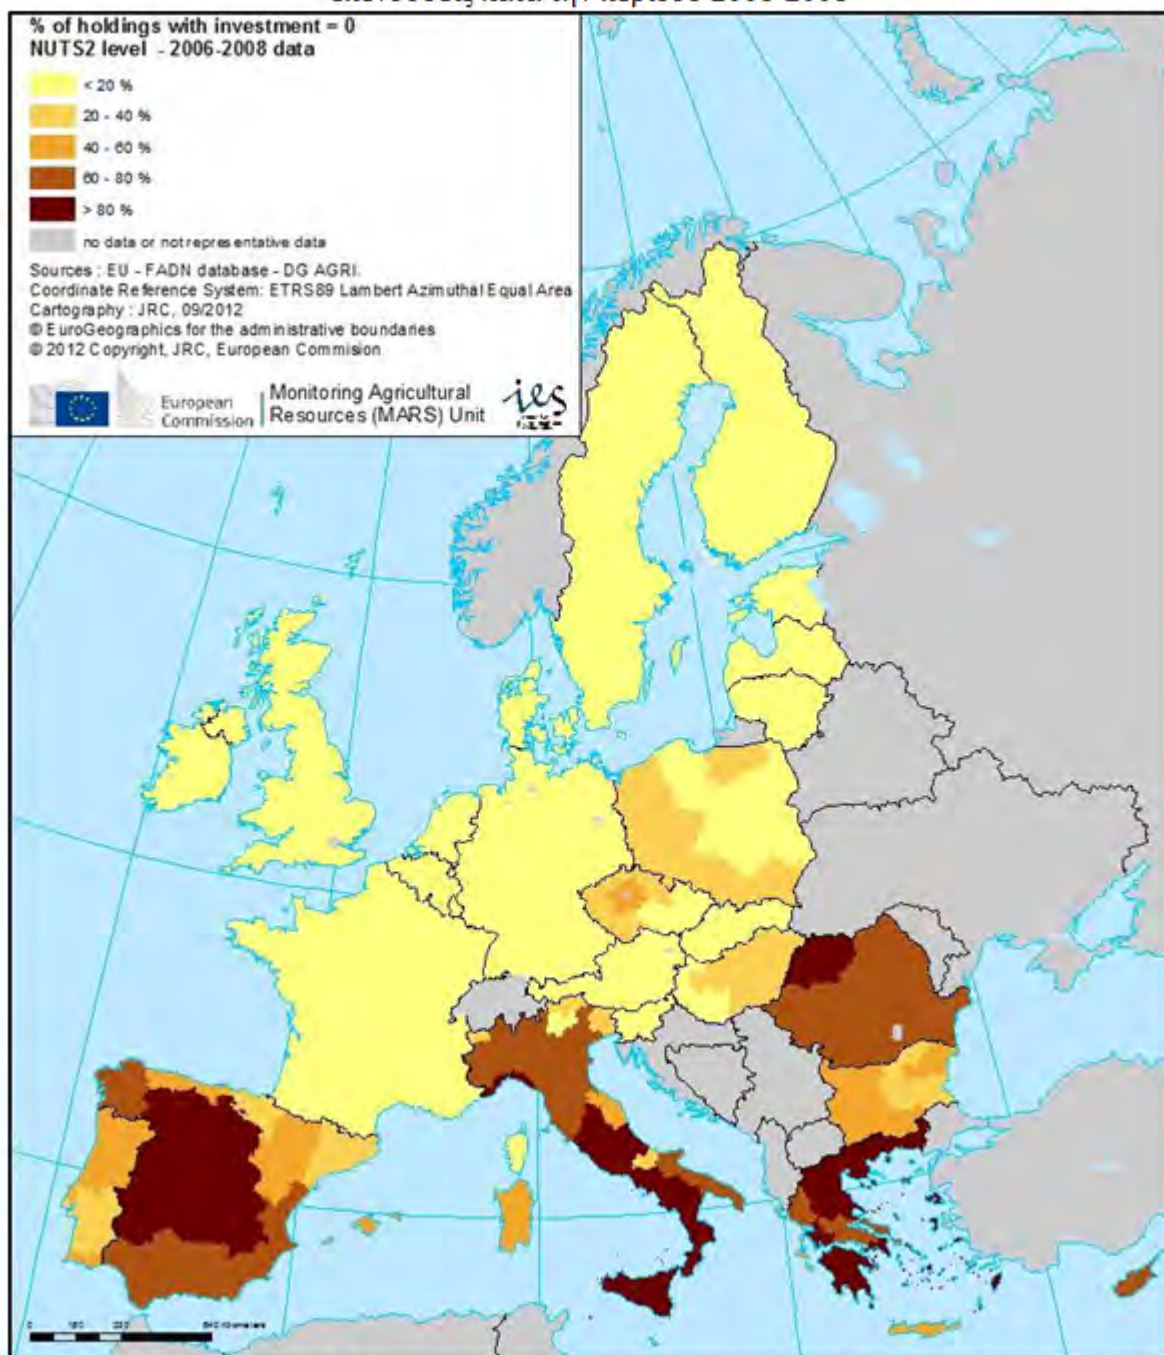 % of holdings with investment = 0
NUTS2 level - 2006-2008 data
< 20 %
20 - 40 %
40 - 60 %
60 - 80 %
> 80 %
no data or not representative data
Sources : EU - FADN database - DG AGRI.
Coordinate Reference System: ETRS89 Lambert Azimuthal Equal Area
Cartography : JRC, 09/2012
© EuroGeographics for the administrative boundaries
© 2012 Copyright, JRC, European Commision
European
Commission
Monitoring Agricultural
Resources (MARS) Unit
ies